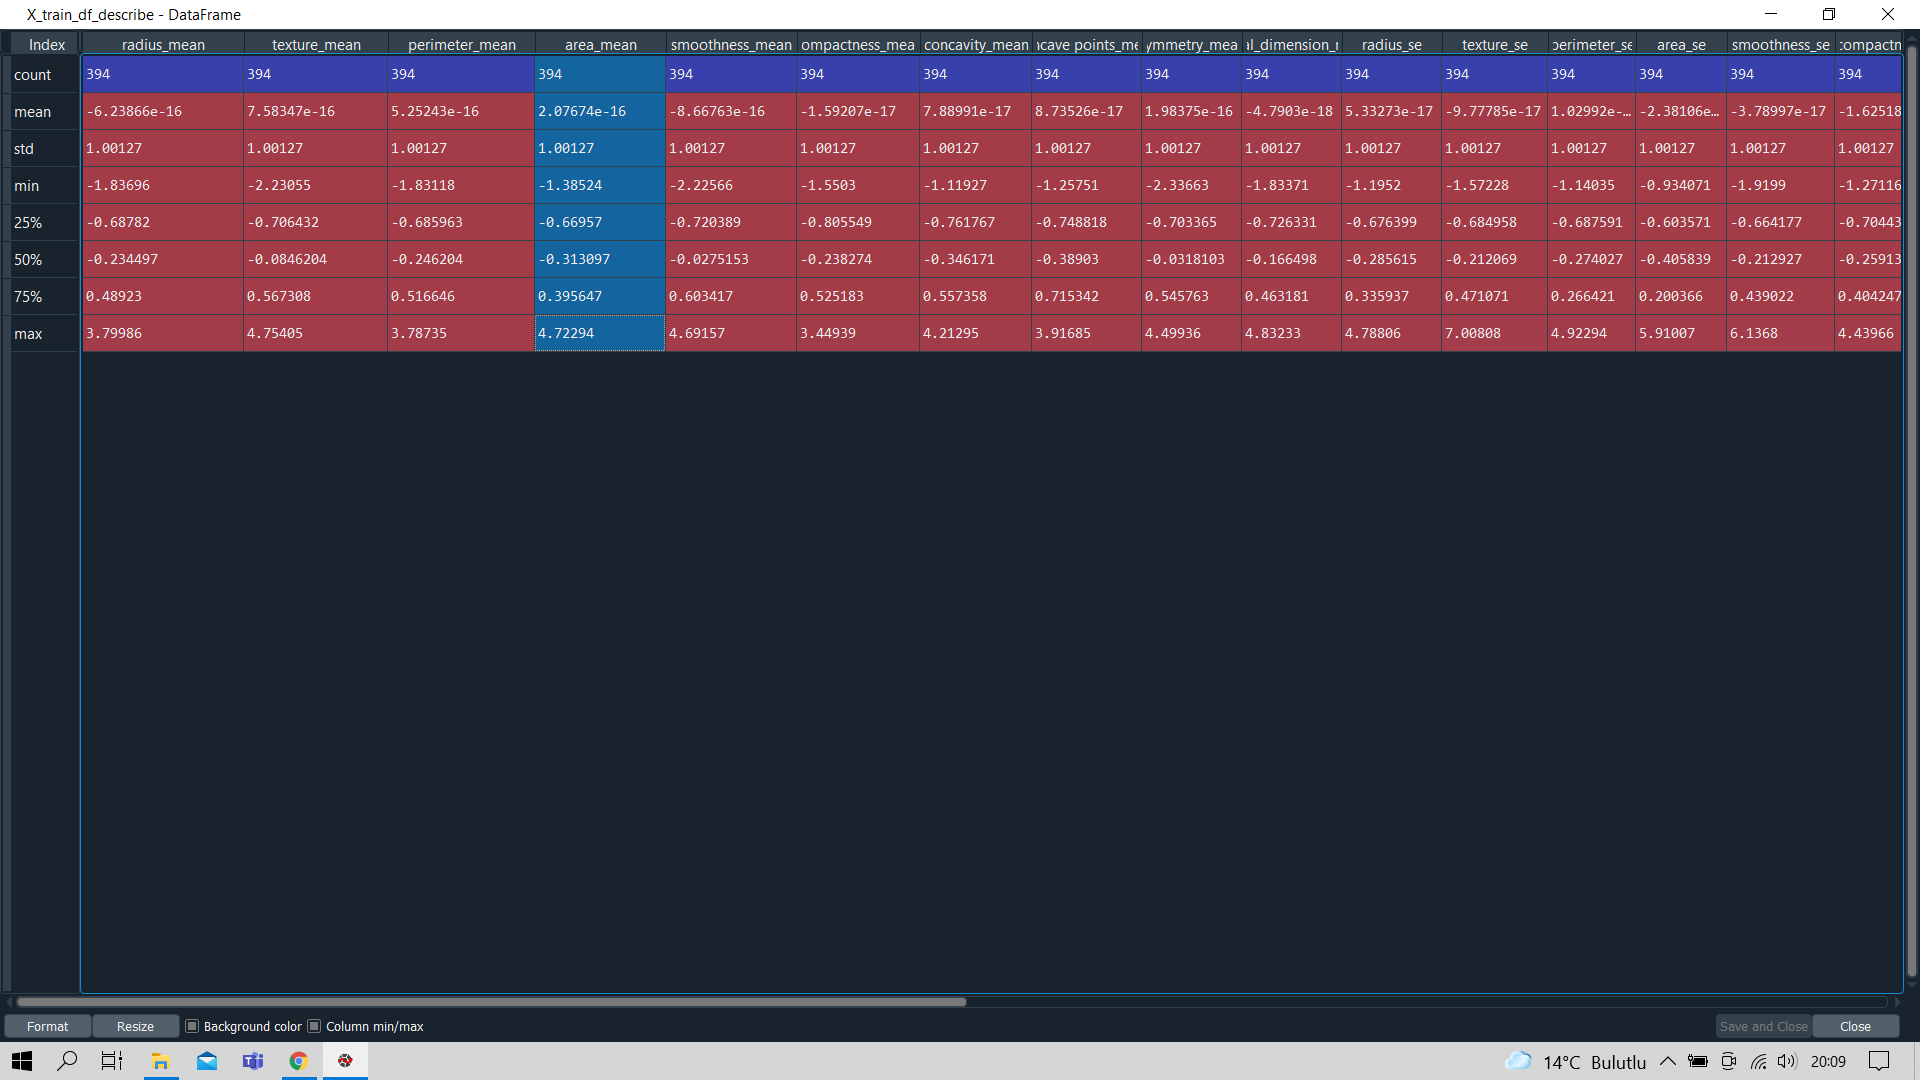 X_train_df_describe - DataFrame
Index radius_mean texture_mean perimeter_mean area_mean smoothness_mean ompactness_mea concavity_mean ncave points_me ymmetry_mea al_dimension_r radius_se texture_se perimeter_se area_se smoothness_se compactn
count 394 394 394 394 394 394 394 394 394 394 394 394 394 394 394 394
mean -6.23866e-16 7.58347e-16 5.25243e-16 2.07674e-16 -8.66763e-16 -1.59207e-17 7.88991e-17 8.73526e-17 1.98375e-16 -4.7903e-18 5.33273e-17 -9.77785e-17 1.02992e-… -2.38106e… -3.78997e-17 -1.62518
std 1.00127 1.00127 1.00127 1.00127 1.00127 1.00127 1.00127 1.00127 1.00127 1.00127 1.00127 1.00127 1.00127 1.00127 1.00127 1.00127
min -1.83696 -2.23055 -1.83118 -1.38524 -2.22566 -1.5503 -1.11927 -1.25751 -2.33663 -1.83371 -1.1952 -1.57228 -1.14035 -0.934071 -1.9199 -1.27116
25% -0.68782 -0.706432 -0.685963 -0.66957 -0.720389 -0.805549 -0.761767 -0.748818 -0.703365 -0.726331 -0.676399 -0.684958 -0.687591 -0.603571 -0.664177 -0.70443
50% -0.234497 -0.0846204 -0.246204 -0.313097 -0.0275153 -0.238274 -0.346171 -0.38903 -0.0318103 -0.166498 -0.285615 -0.212069 -0.274027 -0.405839 -0.212927 -0.25913
75% 0.48923 0.567308 0.516646 0.395647 0.603417 0.525183 0.557358 0.715342 0.545763 0.463181 0.335937 0.471071 0.266421 0.200366 0.439022 0.404247
max 3.79986 4.75405 3.78735 4.72294 4.69157 3.44939 4.21295 3.91685 4.49936 4.83233 4.78806 7.00808 4.92294 5.91007 6.1368 4.43966
Format Resize Background color Column min/max Save and Close Close
14°C Bulutlu 20:09